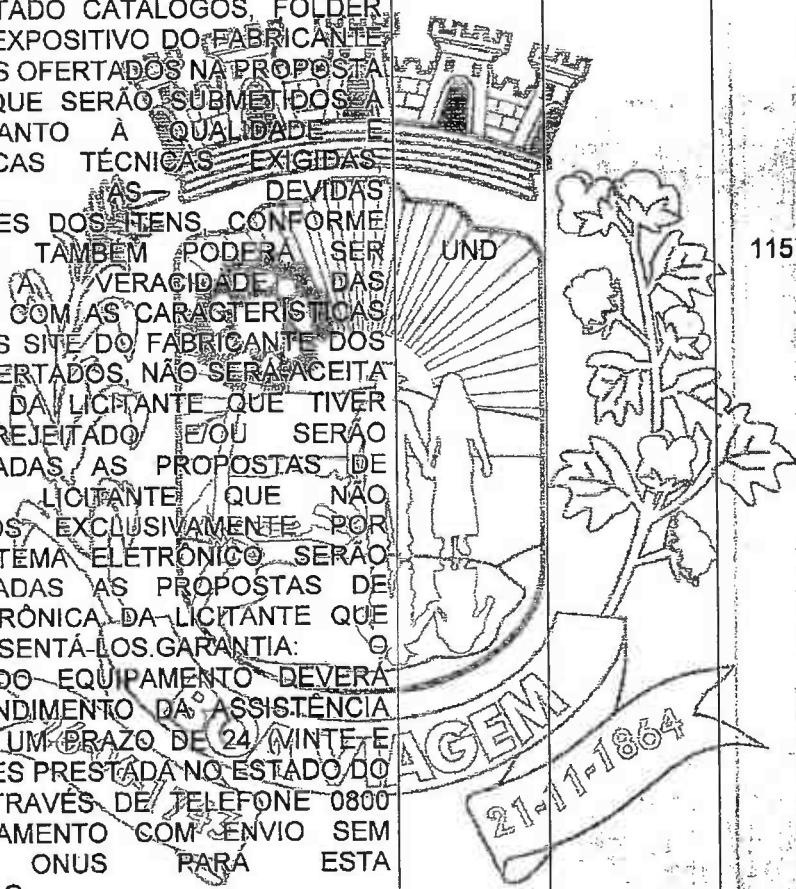 TADO CATALOGOS, FOLDER
EXPOSITIVO DO FABRICANTE
S OFERTADOS NA PROPOSTA
QUE SERÃO SUBMETIDOS A
ANTO À QUALIDADE E
CAS TÉCNICAS EXIGIDAS,
AS DEVIDAS
ES DOS ITENS, CONFORME
TAMBÉM PODERÁ SER
A VERACIDADE DAS
COM AS CARACTERÍSTICAS
S SITE DO FABRICANTE DOS
ERTADOS, NÃO SERÁ ACEITA
DA LICITANTE QUE TIVER
REJEITADO E/OU SERÃO
ADAS AS PROPOSTAS DE
LICITANTE QUE NÃO
OS EXCLUSIVAMENTE POR
TEMA ELETRÔNICO SERÃO
ADAS AS PROPOSTAS DE
RÔNICA DA LICITANTE QUE
SENTÁ-LOS.GARANTIA: O
DO EQUIPAMENTO DEVERÁ
NDIMENTO DA ASSISTÊNCIA
UM PRAZO DE 24 (VINTE E
ES PRESTADA NO ESTADO DO
TRAVÉS DE TELEFONE 0800
AMENTO COM ENVIO SEM
ONUS PARA ESTA
UND
115
AGEM
21-11-1864